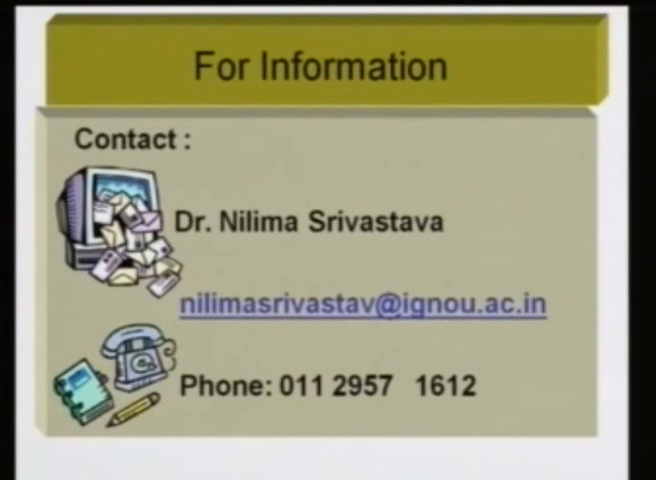 For Information
Contact :
Dr. Nilima Srivastava
nilimasrivastav@ignou.ac.in
Phone: 011 2957 1612